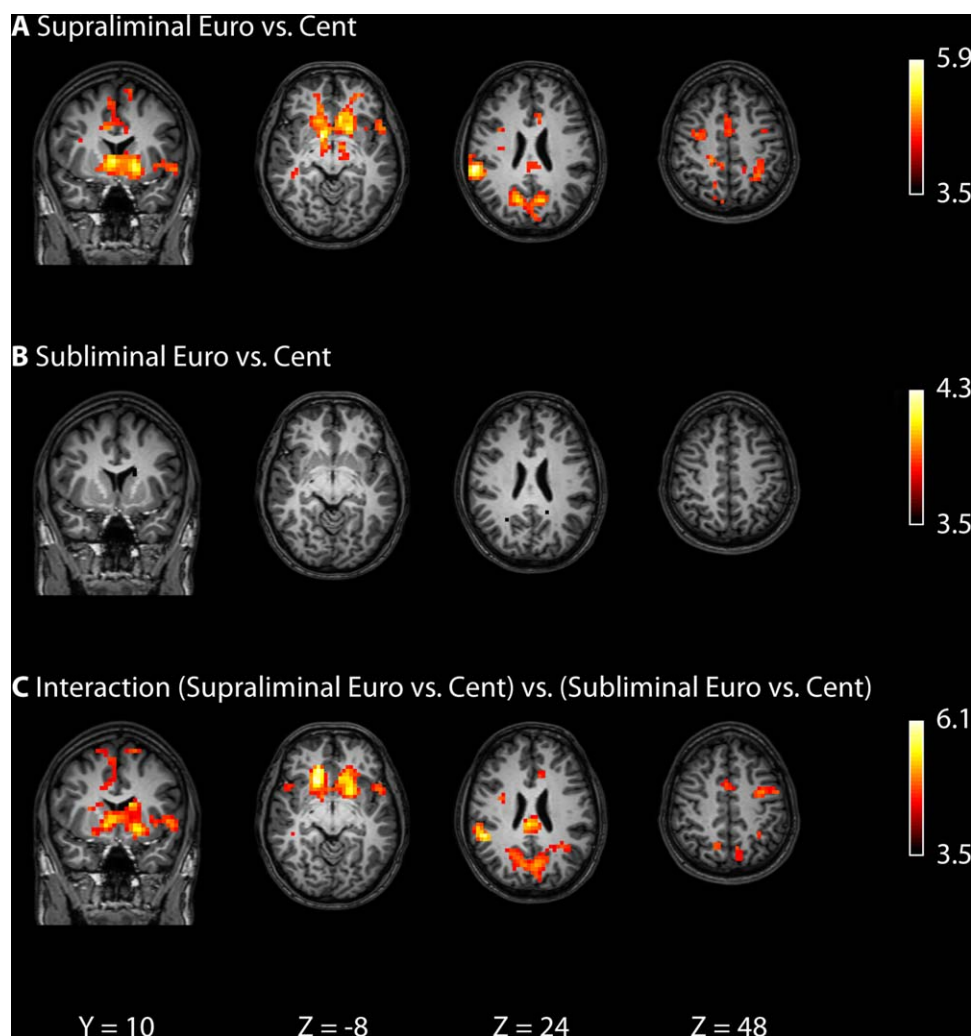 A Supraliminal Euro vs. Cent
5.9
3.5
B Subliminal Euro vs. Cent
4.3
3.5
C Interaction (Supraliminal Euro vs. Cent) vs. (Subliminal Euro vs. Cent)
6.1
3.5
Y = 10 Z = -8 Z = 24 Z = 48